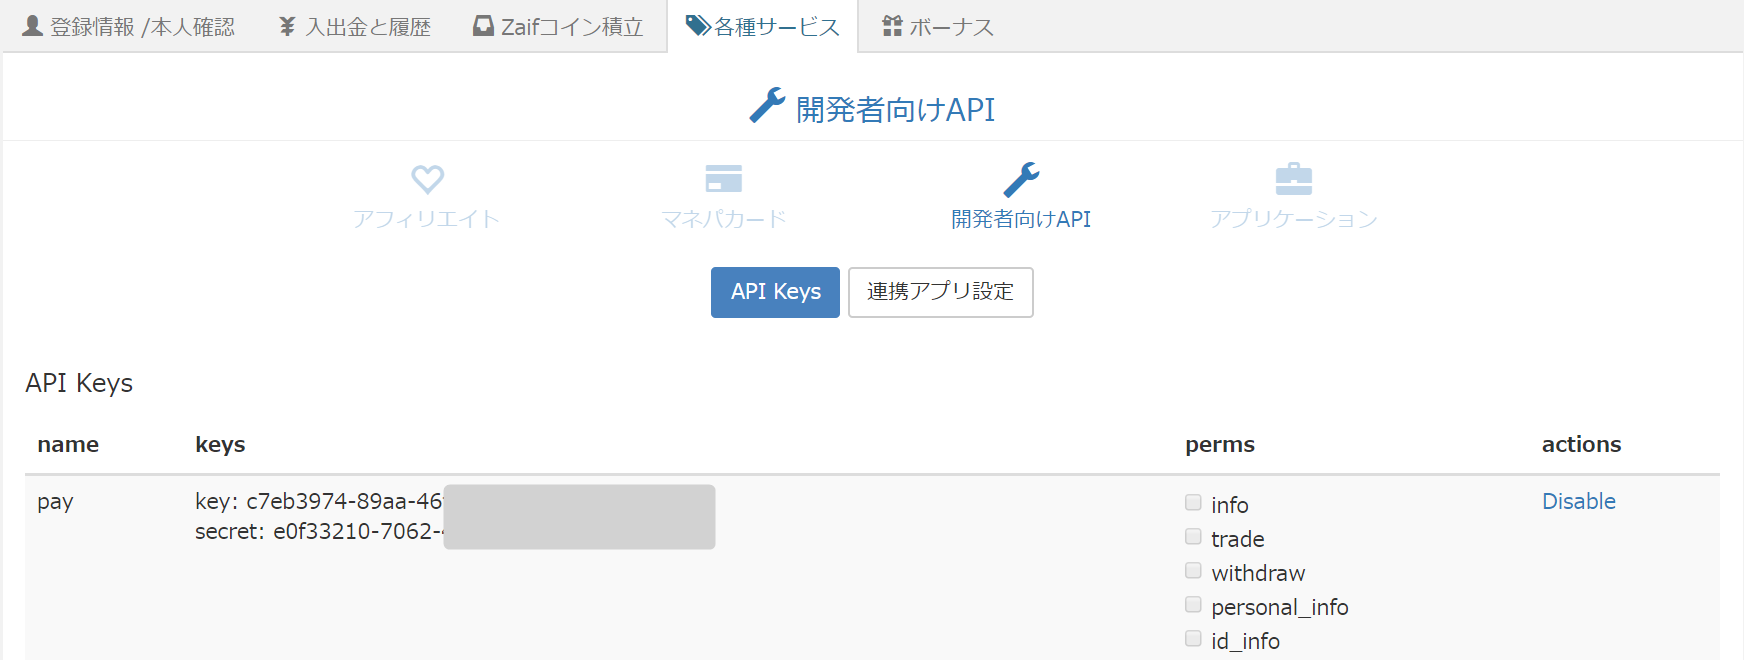 登録情報 /本人確認 入出金と履歴 Zaifコイン積立 各種サービス ボーナス
開発者向けAPI
アフィリエイト マネパカード 開発者向けAPI アプリケーション
API Keys 連携アプリ設定
API Keys
name keys perms actions
pay key: c7eb3974-89aa-46 info Disable
secret: e0f33210-7062- trade
withdraw
personal_info
id_info